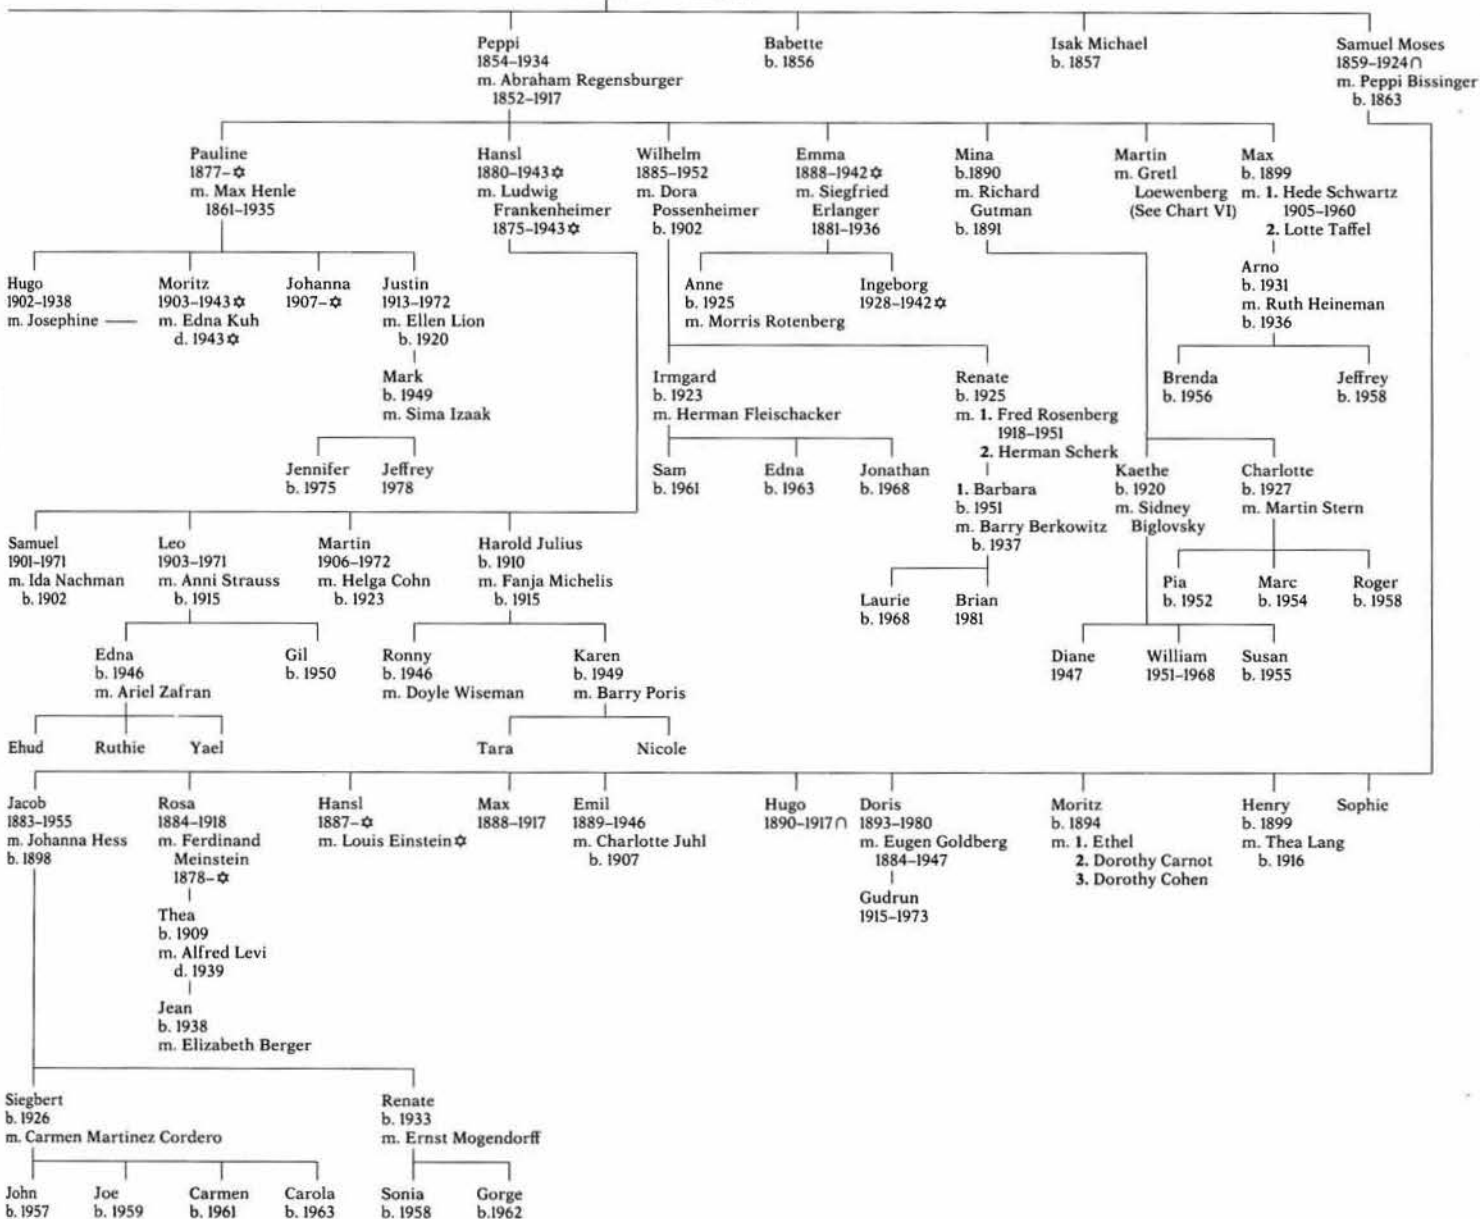 Peppi
1854–1934
m. Abraham Regensburger
1852–1917
Babette
b. 1856
Isak Michael
b. 1857
Samuel Moses
1859–1924∩
m. Peppi Bissinger
b. 1863
Pauline
1877–✡
m. Max Henle
1861–1935
Hansl
1880–1943✡
m. Ludwig
Frankenheimer
1875–1943✡
Wilhelm
1885–1952
m. Dora
Possenheimer
b. 1902
Emma
1888–1942✡
m. Siegfried
Erlanger
1881–1936
Mina
b.1890
m. Richard
Gutman
b. 1891
Martin
m. Gretl
Loewenberg
(See Chart VI)
Max
b. 1899
m. 1. Hede Schwartz
1905–1960
2. Lotte Taffel
Hugo
1902–1938
m. Josephine
Moritz
1903–1943✡
m. Edna Kuh
d. 1943✡
Johanna
1907–✡
Justin
1913–1972
m. Ellen Lion
b. 1920
Anne
b. 1925
m. Morris Rotenberg
Ingeborg
1928–1942✡
Arno
b. 1931
m. Ruth Heineman
b. 1936
Mark
b. 1949
m. Sima Izaak
Irmgard
b. 1923
m. Herman Fleischacker
Renate
b. 1925
m. 1. Fred Rosenberg
1918–1951
2. Herman Scherk
Brenda
b. 1956
Jeffrey
b. 1958
Jennifer
b. 1975
Jeffrey
1978
Sam
b. 1961
Edna
b. 1963
Jonathan
b. 1968
1. Barbara
b. 1951
m. Barry Berkowitz
b. 1937
Kaethe
b. 1920
m. Sidney
Biglovsky
Charlotte
b. 1927
m. Martin Stern
Samuel
1901–1971
m. Ida Nachman
b. 1902
Leo
1903–1971
m. Anni Strauss
b. 1915
Martin
1906–1972
m. Helga Cohn
b. 1923
Harold Julius
b. 1910
m. Fanja Michelis
b. 1915
Laurie
b. 1968
Brian
1981
Pia
b. 1952
Marc
b. 1954
Roger
b. 1958
Edna
b. 1946
m. Ariel Zafran
Gil
b. 1950
Ronny
b. 1946
m. Doyle Wiseman
Karen
b. 1949
m. Barry Poris
Diane
1947
William
1951–1968
Susan
b. 1955
Ehud
Ruthie
Yael
Tara
Nicole
Jacob
1883–1955
m. Johanna Hess
b. 1898
Rosa
1884–1918
m. Ferdinand
Meinstein
1878–✡
Hansl
1887–✡
m. Louis Einstein✡
Max
1888–1917
Emil
1889–1946
m. Charlotte Juhl
b. 1907
Hugo
1890–1917∩
Doris
1893–1980
m. Eugen Goldberg
1884–1947
Moritz
b. 1894
m. 1. Ethel
2. Dorothy Carnot
3. Dorothy Cohen
Henry
b. 1899
m. Thea Lang
b. 1916
Sophie
Gudrun
1915–1973
Thea
b. 1909
m. Alfred Levi
d. 1939
Jean
b. 1938
m. Elizabeth Berger
Siegbert
b. 1926
m. Carmen Martinez Cordero
Renate
b. 1933
m. Ernst Mogendorff
John
b. 1957
Joe
b. 1959
Carmen
b. 1961
Carola
b. 1963
Sonia
b. 1958
Gorge
b.1962